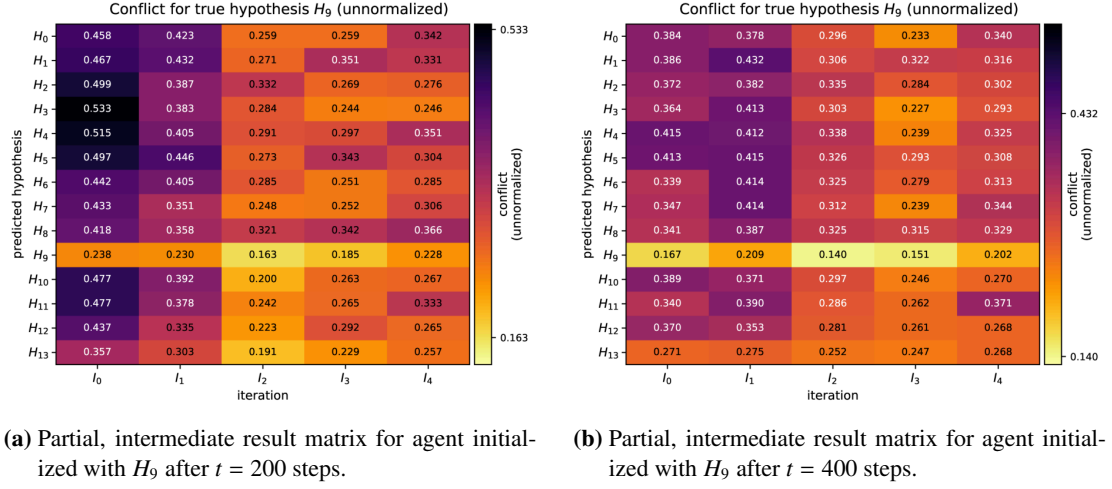 Conflict for true hypothesis H₉ (unnormalized)
predicted hypothesis
H₀ 0.458 0.423 0.259 0.259 0.342
H₁ 0.467 0.432 0.271 0.351 0.331
H₂ 0.499 0.387 0.332 0.269 0.276
H₃ 0.533 0.383 0.284 0.244 0.246
H₄ 0.515 0.405 0.291 0.297 0.351
H₅ 0.497 0.446 0.273 0.343 0.304
H₆ 0.442 0.405 0.285 0.251 0.285
H₇ 0.433 0.351 0.248 0.252 0.306
H₈ 0.418 0.358 0.321 0.342 0.366
H₉ 0.238 0.230 0.163 0.185 0.228
H₁₀ 0.477 0.392 0.200 0.263 0.267
H₁₁ 0.477 0.378 0.242 0.265 0.333
H₁₂ 0.437 0.335 0.223 0.292 0.265
H₁₃ 0.357 0.303 0.191 0.229 0.257
I₀ I₁ I₂ I₃ I₄
iteration
0.533
0.163
conflict
(unnormalized)
(a) Partial, intermediate result matrix for agent initial-
ized with H₉ after t = 200 steps.
Conflict for true hypothesis H₉ (unnormalized)
predicted hypothesis
H₀ 0.384 0.378 0.296 0.233 0.340
H₁ 0.386 0.432 0.306 0.322 0.316
H₂ 0.372 0.382 0.335 0.284 0.302
H₃ 0.364 0.413 0.303 0.227 0.293
H₄ 0.415 0.412 0.338 0.239 0.325
H₅ 0.413 0.415 0.326 0.293 0.308
H₆ 0.339 0.414 0.325 0.279 0.313
H₇ 0.347 0.414 0.312 0.239 0.344
H₈ 0.341 0.387 0.325 0.315 0.329
H₉ 0.167 0.209 0.140 0.151 0.202
H₁₀ 0.389 0.371 0.297 0.246 0.270
H₁₁ 0.340 0.390 0.286 0.262 0.371
H₁₂ 0.370 0.353 0.281 0.261 0.268
H₁₃ 0.271 0.275 0.252 0.247 0.268
I₀ I₁ I₂ I₃ I₄
iteration
0.432
0.140
conflict
(unnormalized)
(b) Partial, intermediate result matrix for agent initial-
ized with H₉ after t = 400 steps.